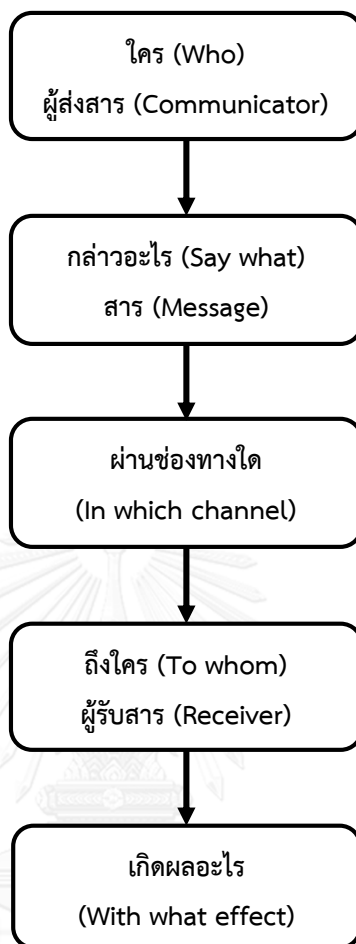 ใคร (Who)
ผู้ส่งสาร (Communicator)
กล่าวอะไร (Say what)
สาร (Message)
ผ่านช่องทางใด
(In which channel)
ถึงใคร (To whom)
ผู้รับสาร (Receiver)
เกิดผลอะไร
(With what effect)